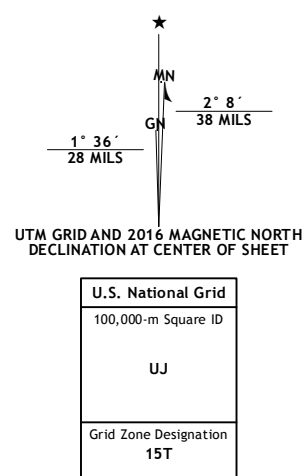 ★
MN
GN
2° 8´
38 MILS
1° 36´
28 MILS
UTM GRID AND 2016 MAGNETIC NORTH
DECLINATION AT CENTER OF SHEET
U.S. National Grid
100,000-m Square ID
UJ
Grid Zone Designation
15T